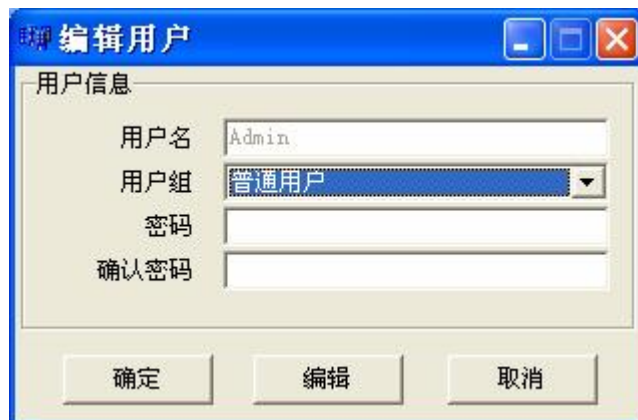 编辑用户
用户信息
用户名 Admin
用户组 普通用户
密码
确认密码
确定 编辑 取消